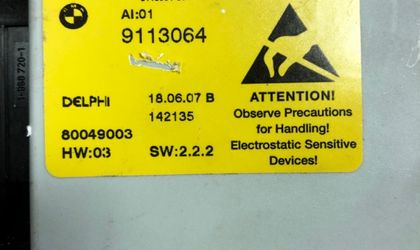 AI:01
9113064
DELPHI 18.06.07 B
142135
80049003
HW:03 SW:2.2.2
ATTENTION!
Observe Precautions
for Handling!
Electrostatic Sensitive
Devices!